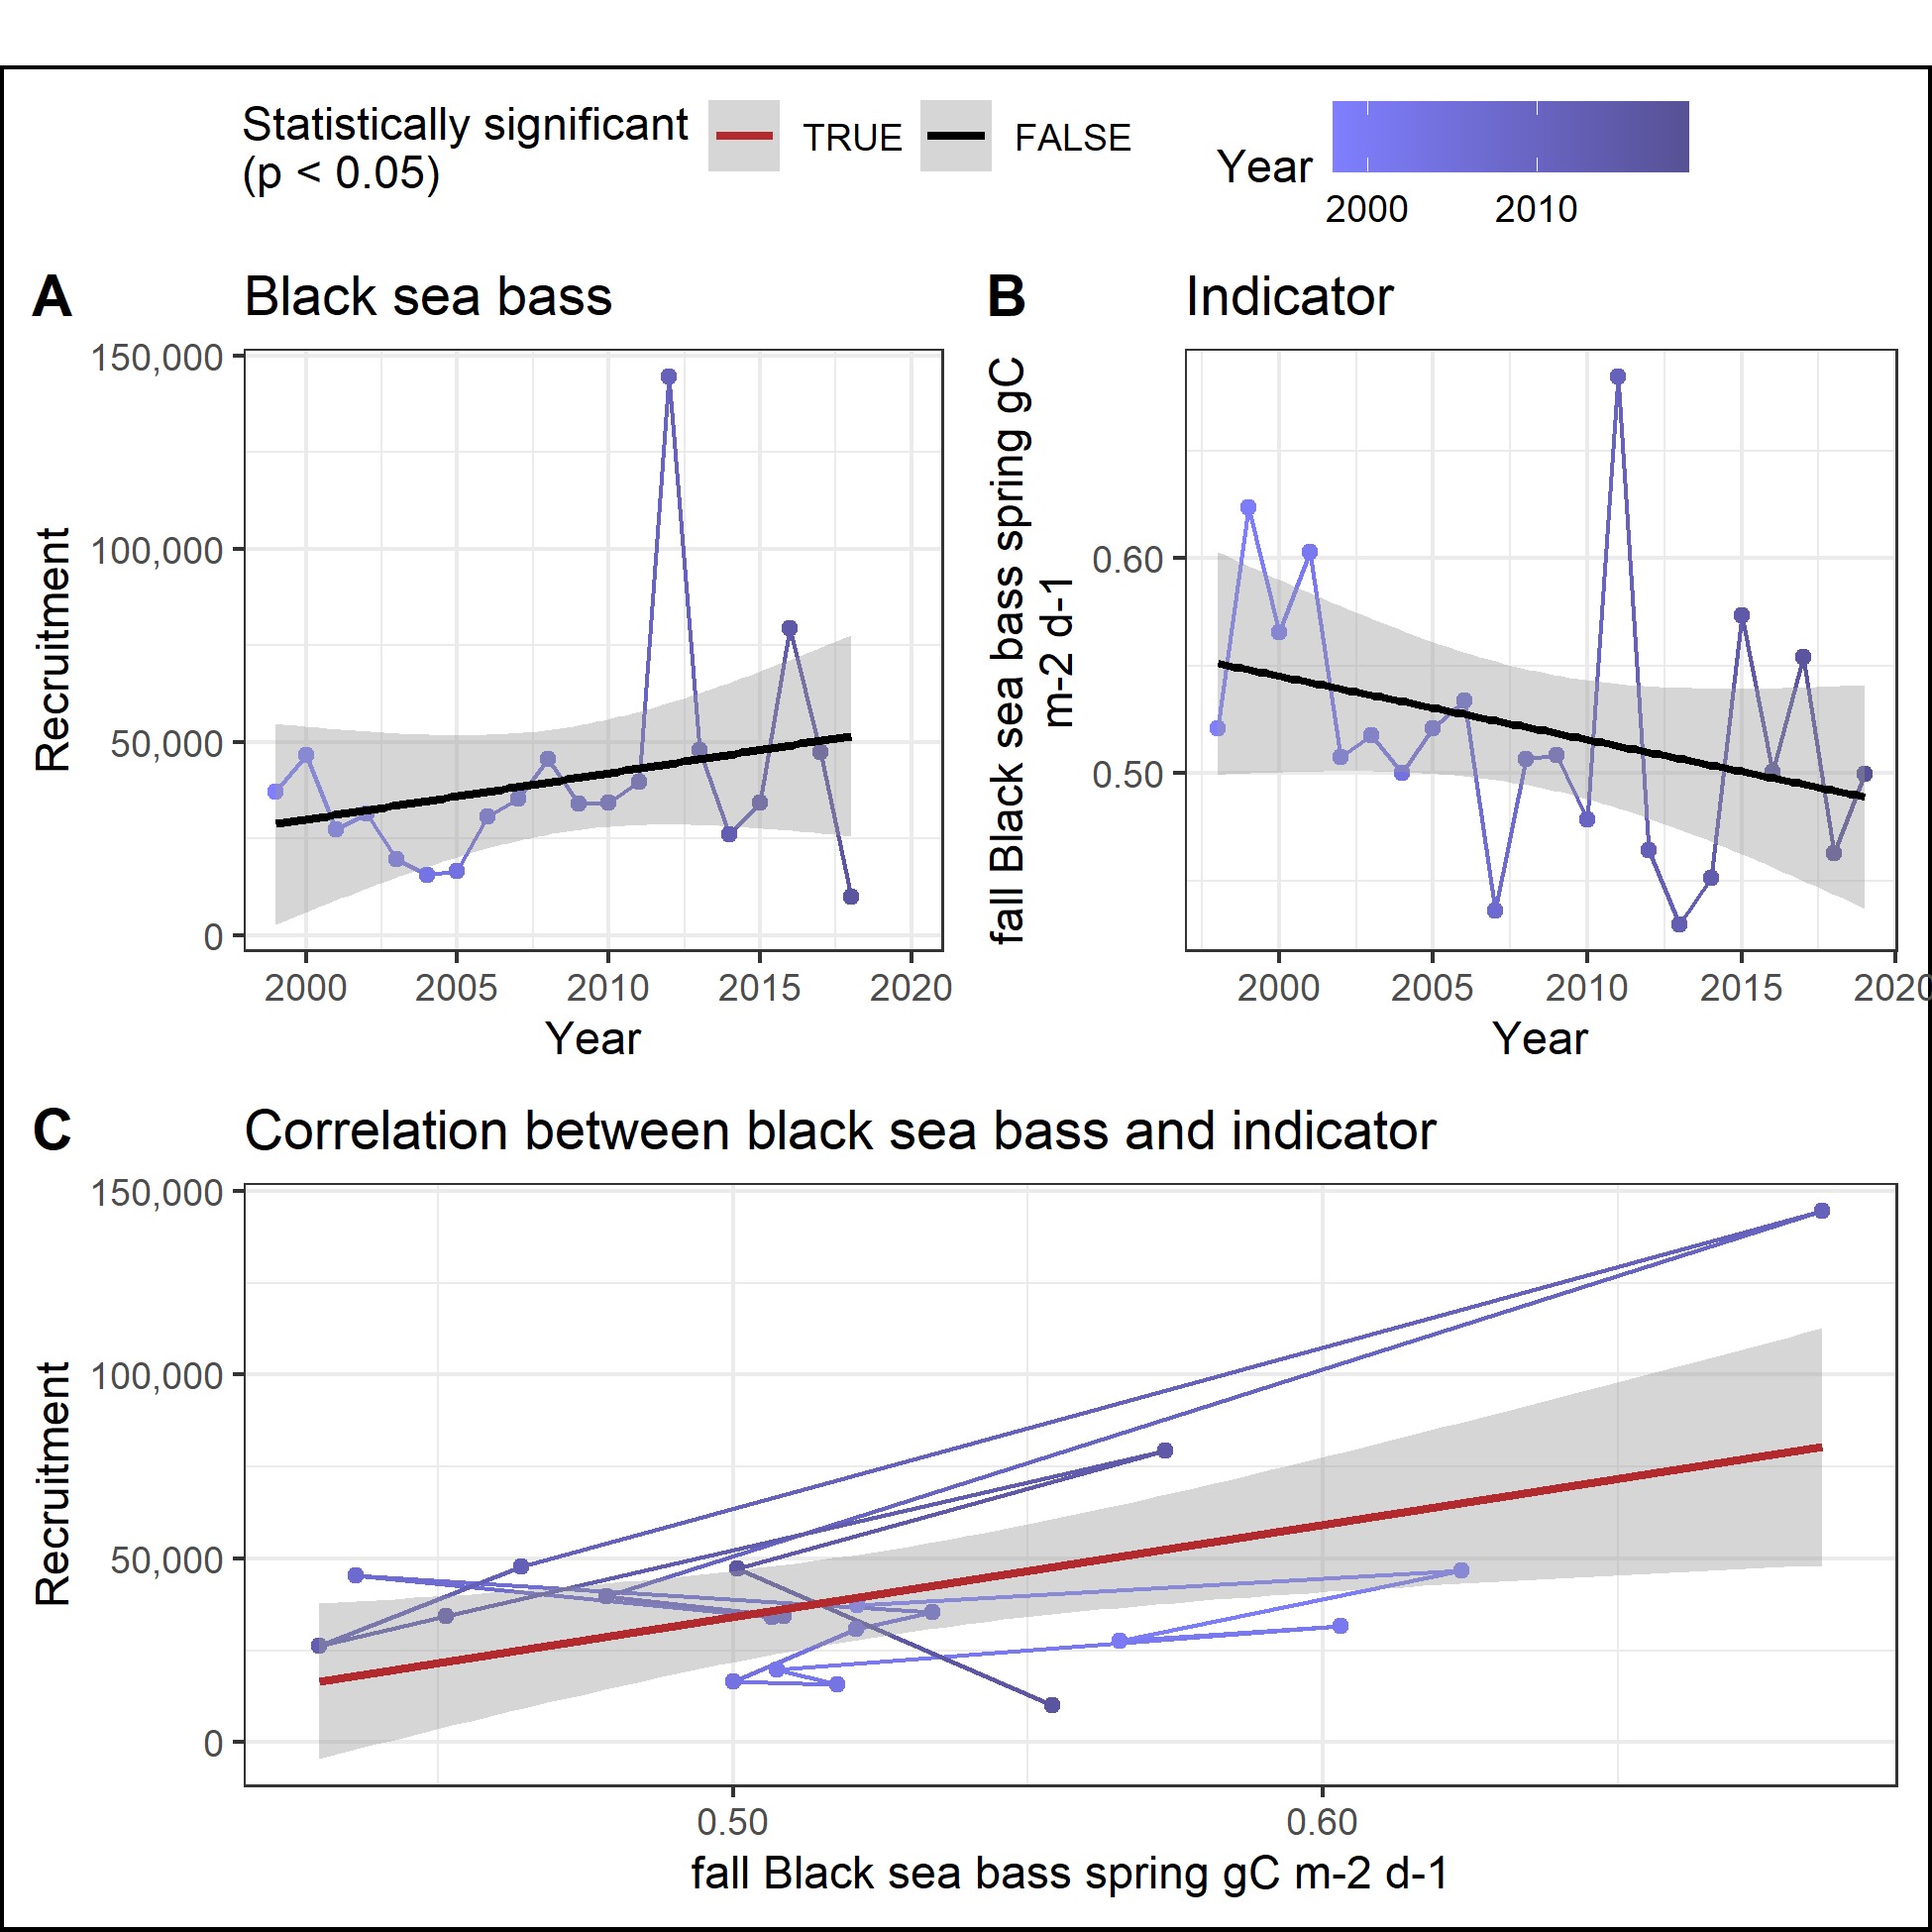 Statistically significant
(p < 0.05)
TRUE
FALSE
Year
2000
2010
A
Black sea bass
150,000
100,000
50,000
0
Recruitment
2000
2005
2010
2015
2020
Year
B
Indicator
fall Black sea bass spring gC
m-2 d-1
0.60
0.50
2000
2005
2010
2015
2020
Year
C
Correlation between black sea bass and indicator
150,000
100,000
50,000
0
Recruitment
0.50
0.60
fall Black sea bass spring gC m-2 d-1